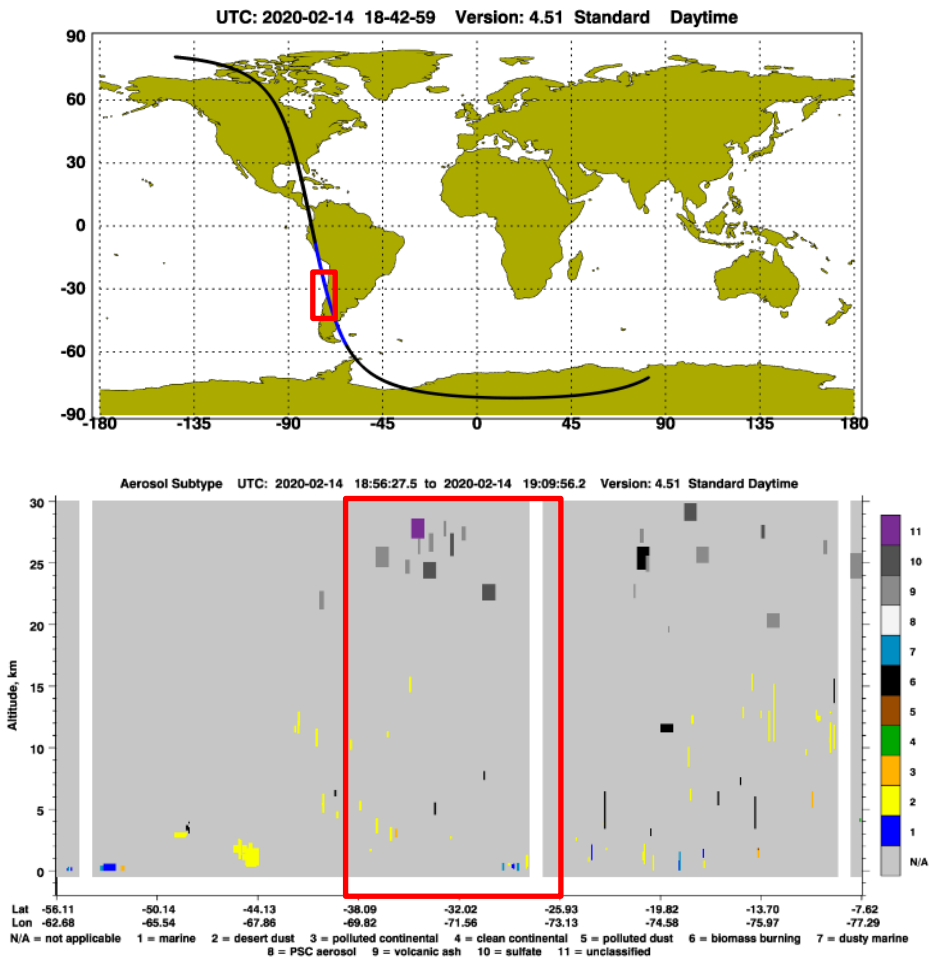 UTC: 2020-02-14 18-42-59 Version: 4.51 Standard Daytime
90
60
30
0
-30
-60
-90
-180 -135 -90 -45 0 45 90 135 180
Aerosol Subtype UTC: 2020-02-14 18:56:27.5 to 2020-02-14 19:09:56.2 Version: 4.51 Standard Daytime
30
25
20
15
10
5
0
Altitude, km
11
10
9
8
7
6
5
4
3
2
1
N/A
Lat -56.11 -50.14 -44.13 -38.09 -32.02 -25.93 -19.82 -13.70 -7.62
Lon -62.68 -65.54 -67.86 -69.82 -71.56 -73.13 -74.58 -75.97 -77.29
N/A = not applicable 1 = marine 2 = desert dust 3 = polluted continental 4 = clean continental 5 = polluted dust 6 = biomass burning 7 = dusty marine
8 = PSC aerosol 9 = volcanic ash 10 = sulfate 11 = unclassified